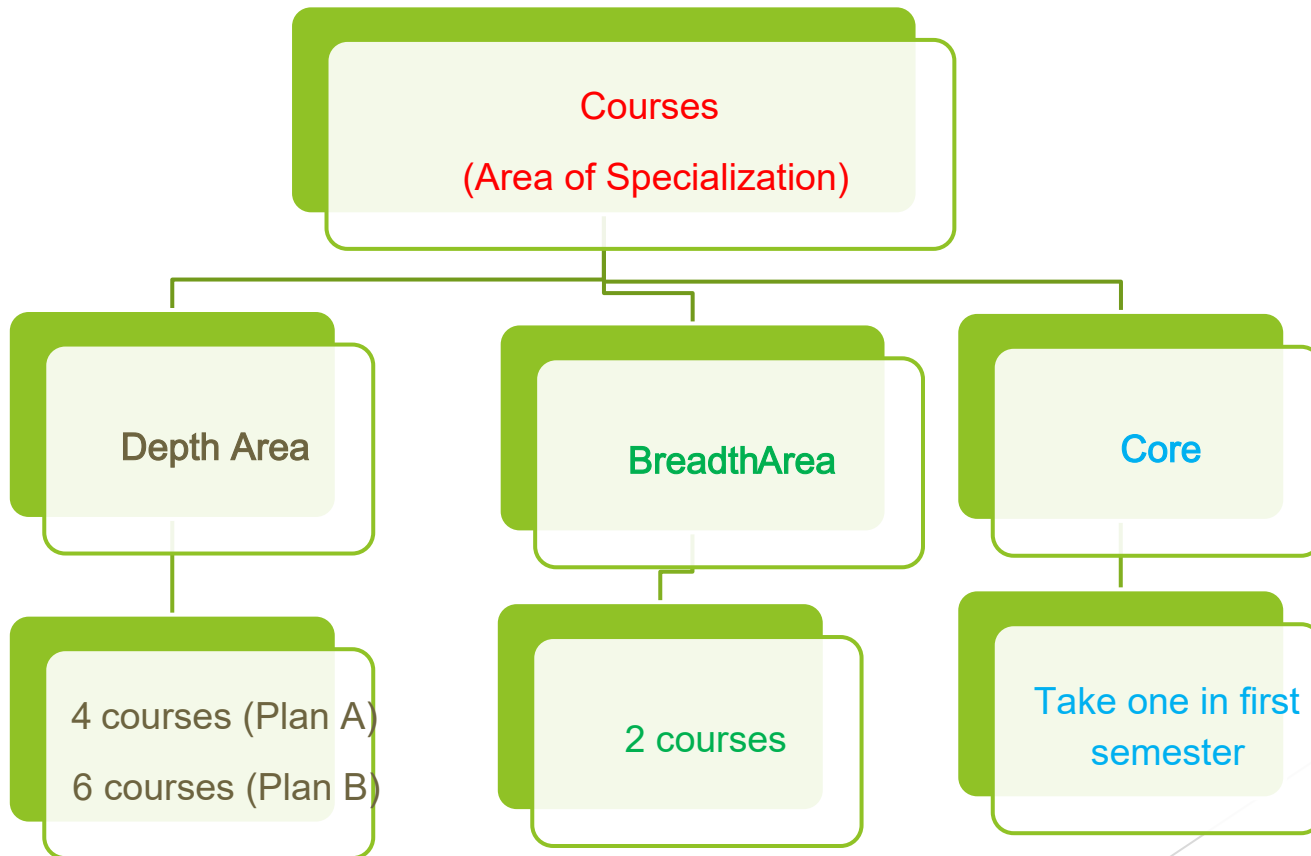 Courses
(Area of Specialization)
Depth Area
BreadthArea
Core
4 courses (Plan A)
6 courses (Plan B)
2 courses
Take one in first
semester